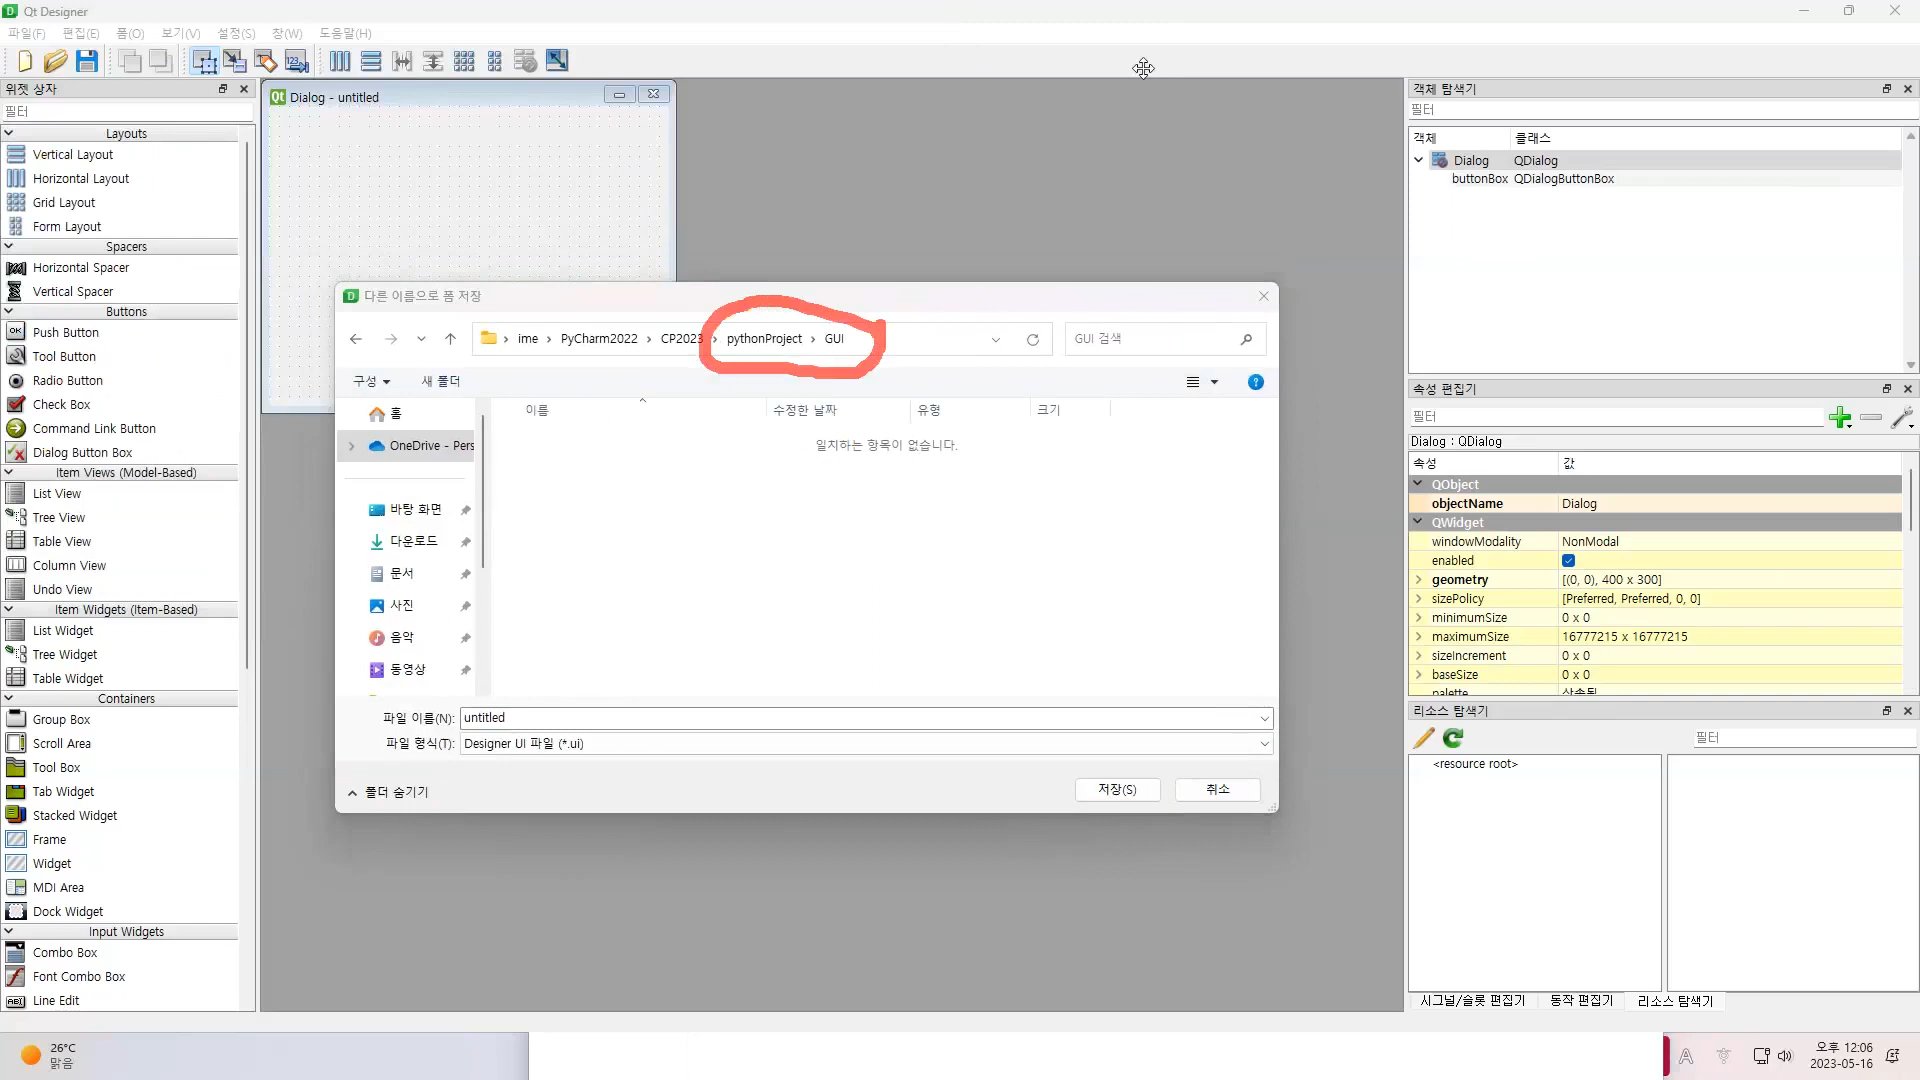 Qt Designer
파일(F) 편집(E) 폼(O) 보기(V) 설정(S) 창(W) 도움말(H)
위젯 상자
필터
Layouts
Vertical Layout
Horizontal Layout
Grid Layout
Form Layout
Spacers
Horizontal Spacer
Vertical Spacer
Buttons
Push Button
Tool Button
Radio Button
Check Box
Command Link Button
Dialog Button Box
Item Views (Model-Based)
List View
Tree View
Table View
Column View
Undo View
Item Widgets (Item-Based)
List Widget
Tree Widget
Table Widget
Containers
Group Box
Scroll Area
Tool Box
Tab Widget
Stacked Widget
Frame
Widget
MDI Area
Dock Widget
Input Widgets
Combo Box
Font Combo Box
Line Edit
Dialog - untitled
다른 이름으로 폼 저장
ime › PyCharm2022 › CP2023 › pythonProject › GUI
GUI 검색
구성 새 폴더
이름 수정한 날짜 유형 크기
일치하는 항목이 없습니다.
홈
OneDrive - Pers
바탕 화면
다운로드
문서
사진
음악
동영상
파일 이름(N): untitled
파일 형식(T): Designer UI 파일 (*.ui)
폴더 숨기기
저장(S) 취소
객체 탐색기
필터
객체 클래스
Dialog QDialog
buttonBox QDialogButtonBox
속성 편집기
필터
Dialog : QDialog
속성 값
QObject
objectName Dialog
QWidget
windowModality NonModal
enabled
geometry [(0, 0), 400 x 300]
sizePolicy [Preferred, Preferred, 0, 0]
minimumSize 0 x 0
maximumSize 16777215 x 16777215
sizeIncrement 0 x 0
baseSize 0 x 0
palette 상속됨
리소스 탐색기
필터
<resource root>
시그널/슬롯 편집기 동작 편집기 리소스 탐색기
26°C
맑음
A
오후 12:06
2023-05-16